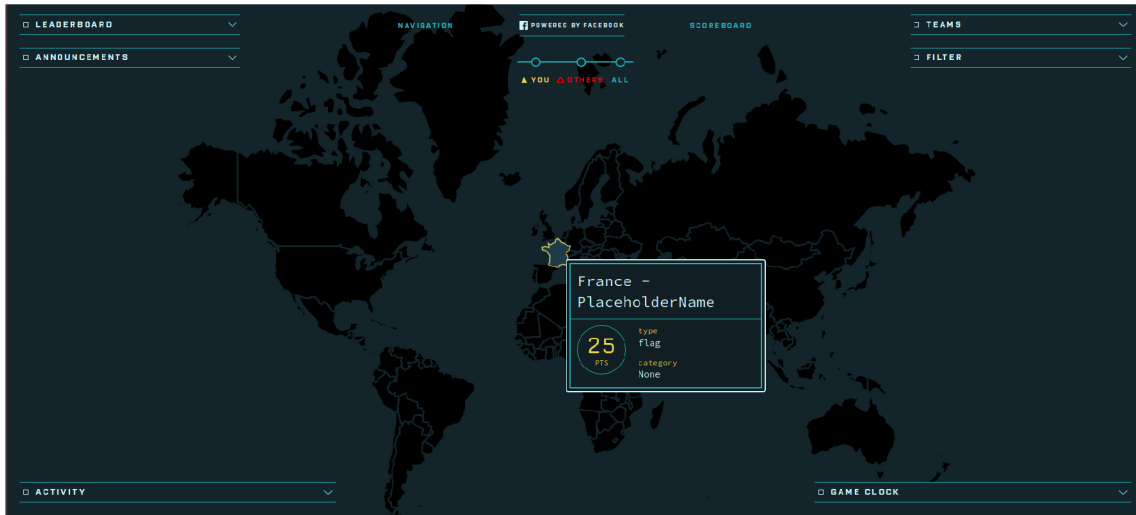 LEADERBOARD
NAVIGATION
POWERED BY FACEBOOK
SCOREBOARD
TEAMS
ANNOUNCEMENTS
FILTER
YOU OTHERS ALL
France –
PlaceholderName
25
PTS
type
flag
category
None
ACTIVITY
GAME CLOCK